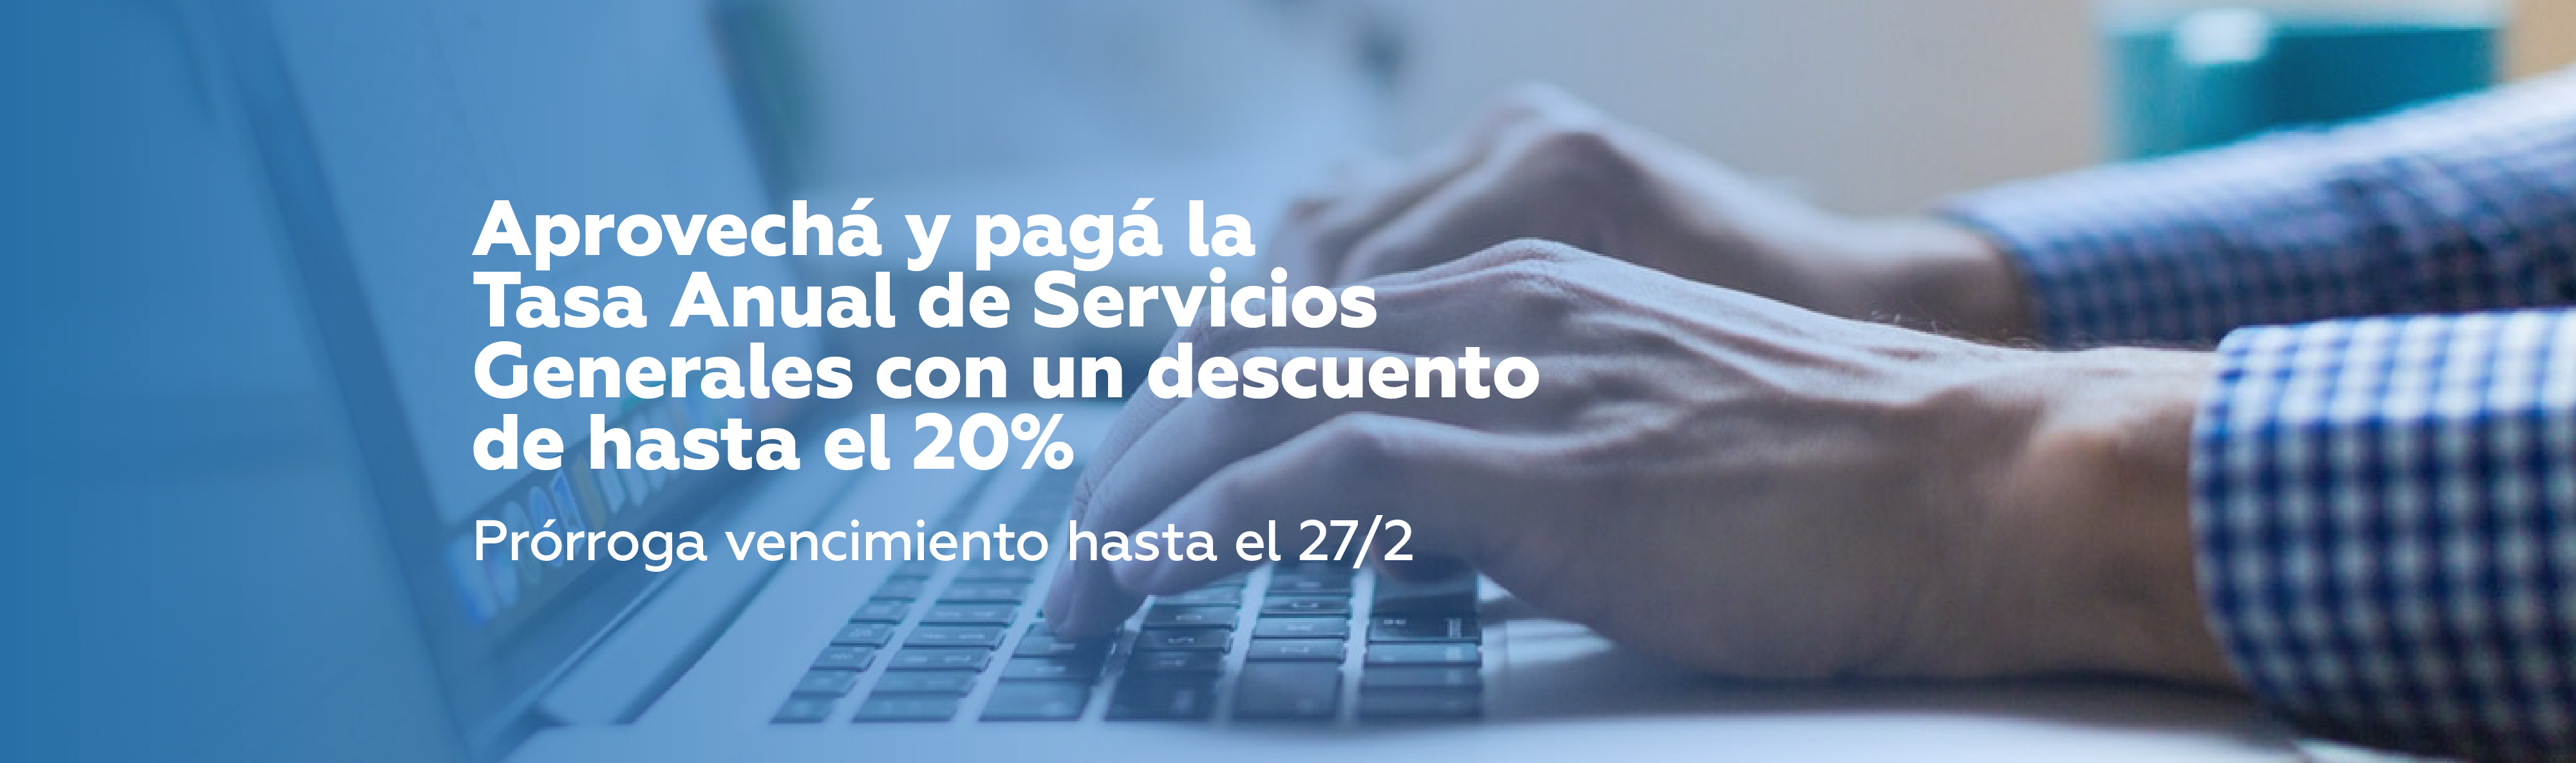 Aprovechá y pagá la
Tasa Anual de Servicios
Generales con un descuento
de hasta el 20%
Prórroga vencimiento hasta el 27/2